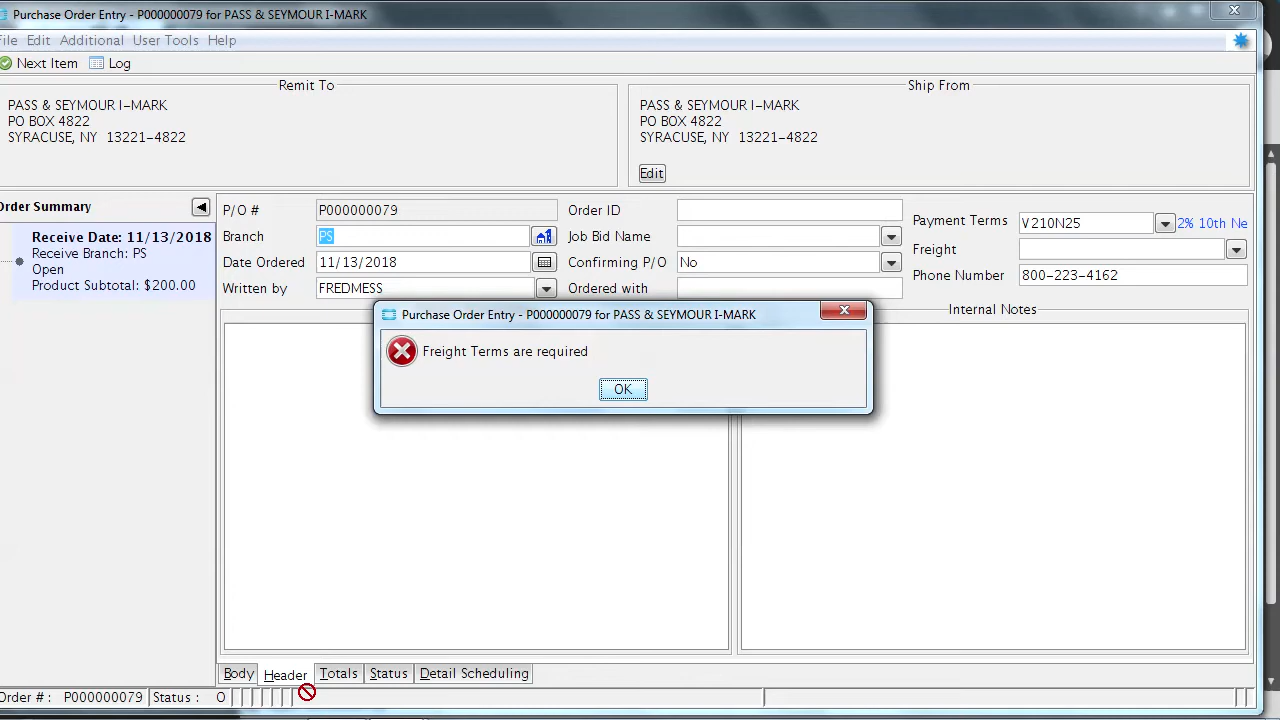 Purchase Order Entry - P000000079 for PASS & SEYMOUR I-MARK
File Edit Additional User Tools Help
Next Item Log
Remit To
PASS & SEYMOUR I-MARK
PO BOX 4822
SYRACUSE, NY 13221-4822
Ship From
PASS & SEYMOUR I-MARK
PO BOX 4822
SYRACUSE, NY 13221-4822
Edit
Order Summary
Receive Date: 11/13/2018
Receive Branch: PS
Open
Product Subtotal: $200.00
P/O # P000000079
Branch PS
Date Ordered 11/13/2018
Written by FREDMESS
Order ID
Job Bid Name
Confirming P/O No
Ordered with
Payment Terms V210N25 2% 10th Ne
Freight
Phone Number 800-223-4162
Internal Notes
Purchase Order Entry - P000000079 for PASS & SEYMOUR I-MARK
Freight Terms are required
OK
Body Header Totals Status Detail Scheduling
Order # : P000000079 Status : O